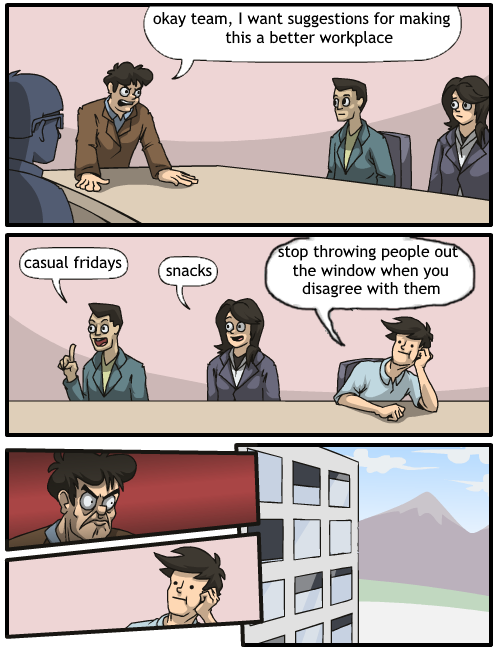 okay team, I want suggestions for making
this a better workplace
casual fridays
snacks
stop throwing people out
the window when you
disagree with them